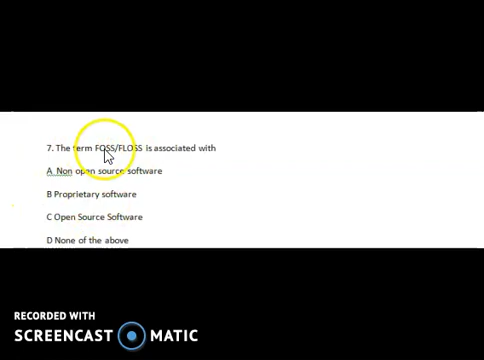 7. The term FOSS/FLOSS is associated with
A Non open source software
B Proprietary software
C Open Source Software
D None of the above
RECORDED WITH
SCREENCAST MATIC